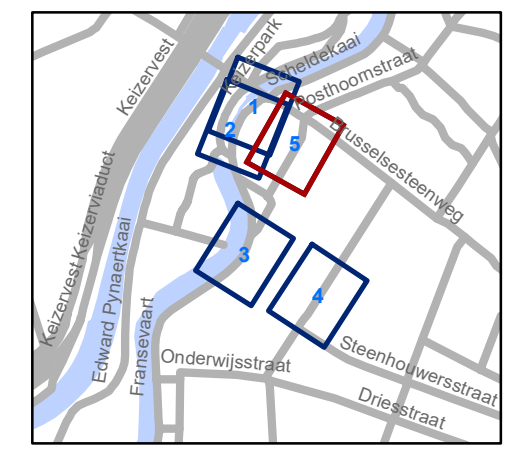 Keizervest
Keizerpark
Scheldekaai
Posthoornstraat
Brusselsesteenweg
1
2
5
3
4
Keizervest Keizerviaduct
Edward Pynaertkaai
Fransevaart
Onderwijsstraat
Steenhouwersstraat
Driesstraat